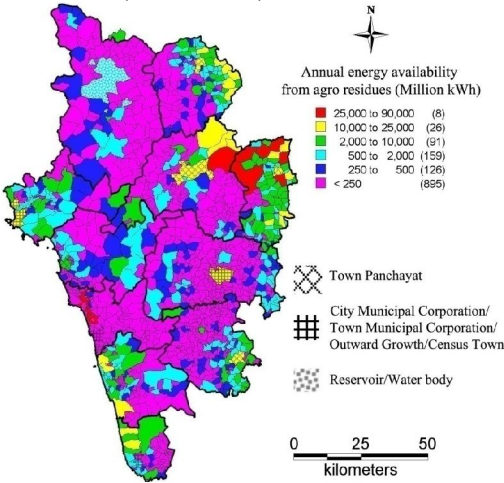 N
Annual energy availability
from agro residues (Million kWh)
25,000 to 90,000 (8)
10,000 to 25,000 (26)
2,000 to 10,000 (91)
500 to 2,000 (159)
250 to 500 (126)
< 250 (895)
Town Panchayat
City Municipal Corporation/
Town Municipal Corporation/
Outward Growth/Census Town
Reservoir/Water body
0 25 50
kilometers